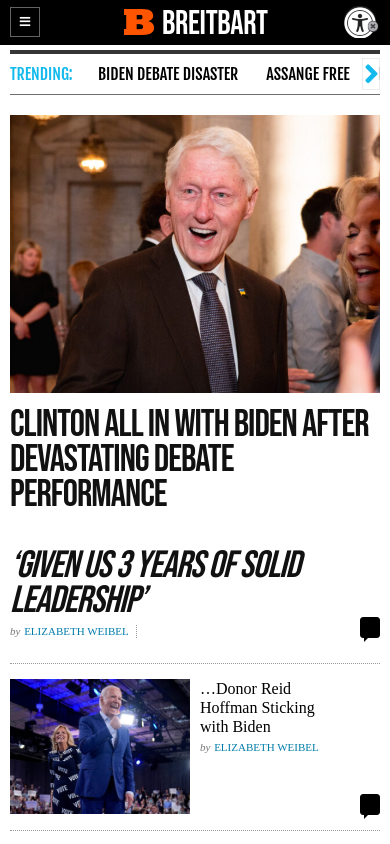 BREITBART
TRENDING: BIDEN DEBATE DISASTER ASSANGE FREE
CLINTON ALL IN WITH BIDEN AFTER
DEVASTATING DEBATE
PERFORMANCE
‘GIVEN US 3 YEARS OF SOLID
LEADERSHIP’
by ELIZABETH WEIBEL
…Donor Reid
Hoffman Sticking
with Biden
by ELIZABETH WEIBEL